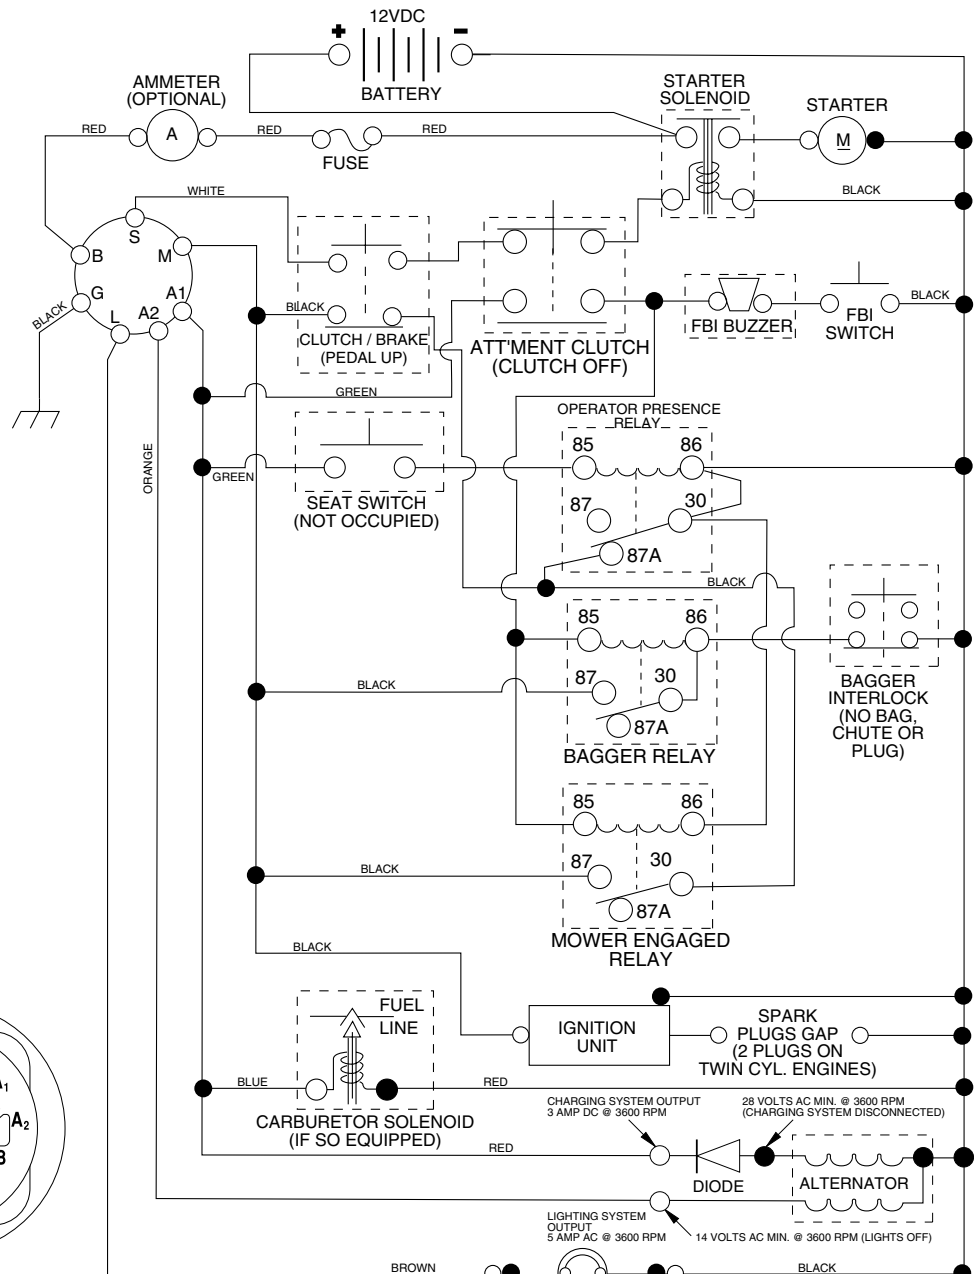 12VDC
+
-
BATTERY
AMMETER
(OPTIONAL)
STARTER
SOLENOID
STARTER
RED
A
RED
FUSE
RED
M
WHITE
BLACK
S
B
M
G
A1
L
A2
BLACK
BLACK
CLUTCH / BRAKE
(PEDAL UP)
ATT'MENT CLUTCH
(CLUTCH OFF)
FBI BUZZER
FBI
SWITCH
BLACK
GREEN
OPERATOR PRESENCE
RELAY
ORANGE
GREEN
SEAT SWITCH
(NOT OCCUPIED)
85
86
87
30
87A
BLACK
85
86
87
30
87A
BAGGER RELAY
BLACK
BAGGER
INTERLOCK
(NO BAG,
CHUTE OR
PLUG)
85
86
87
30
87A
MOWER ENGAGED
RELAY
BLACK
BLACK
FUEL
LINE
IGNITION
UNIT
SPARK
PLUGS GAP
(2 PLUGS ON
TWIN CYL. ENGINES)
BLUE
RED
CARBURETOR SOLENOID
(IF SO EQUIPPED)
CHARGING SYSTEM OUTPUT
3 AMP DC @ 3600 RPM
28 VOLTS AC MIN. @ 3600 RPM
(CHARGING SYSTEM DISCONNECTED)
RED
DIODE
ALTERNATOR
LIGHTING SYSTEM
OUTPUT
5 AMP AC @ 3600 RPM
14 VOLTS AC MIN. @ 3600 RPM (LIGHTS OFF)
BROWN
BLACK
A1
A2
B